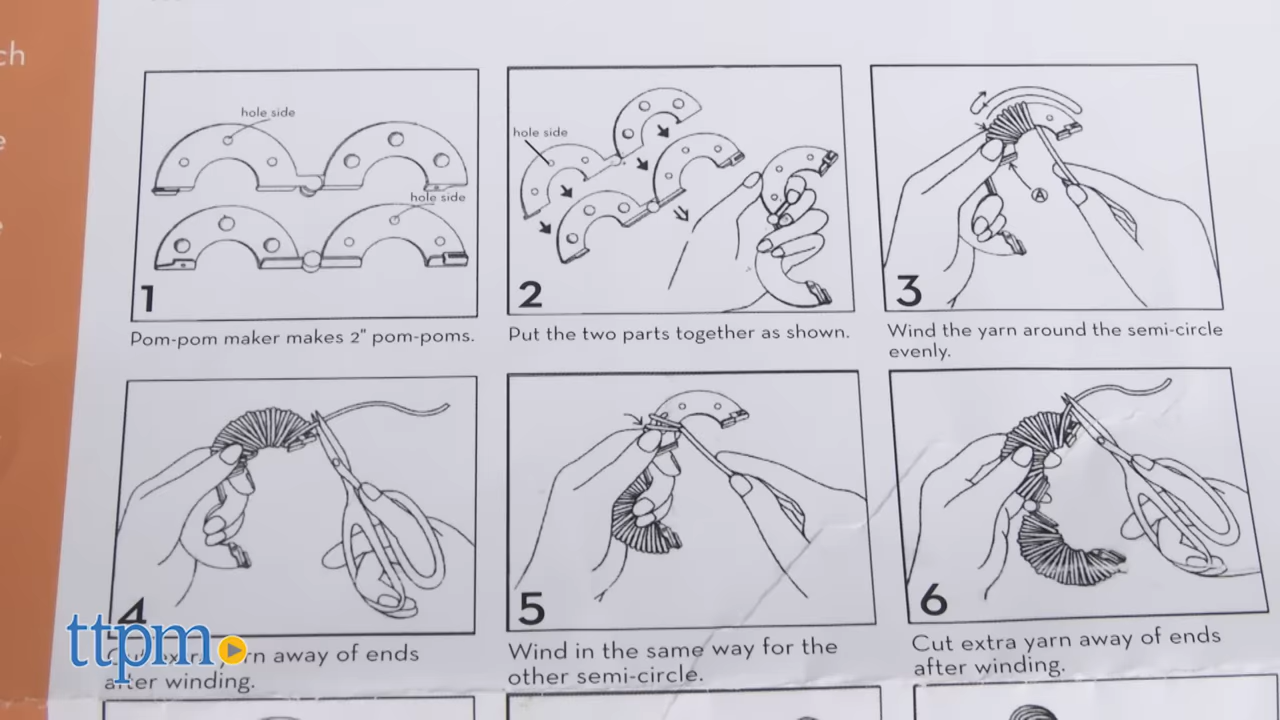 ch
hole side
hole side
1
Pom-pom maker makes 2" pom-poms.
hole side
2
Put the two parts together as shown.
A
3
Wind the yarn around the semi-circle
evenly.
4
Cut extra yarn away of ends
after winding.
5
Wind in the same way for the
other semi-circle.
6
Cut extra yarn away of ends
after winding.
ttpm